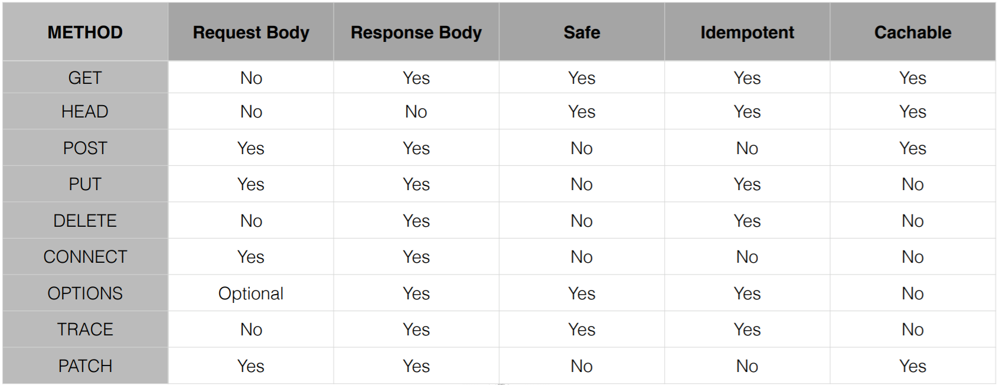 METHOD Request Body Response Body Safe Idempotent Cachable
GET No Yes Yes Yes Yes
HEAD No No Yes Yes Yes
POST Yes Yes No No Yes
PUT Yes Yes No Yes No
DELETE No Yes No Yes No
CONNECT Yes Yes No No No
OPTIONS Optional Yes Yes Yes No
TRACE No Yes Yes Yes No
PATCH Yes Yes No No Yes